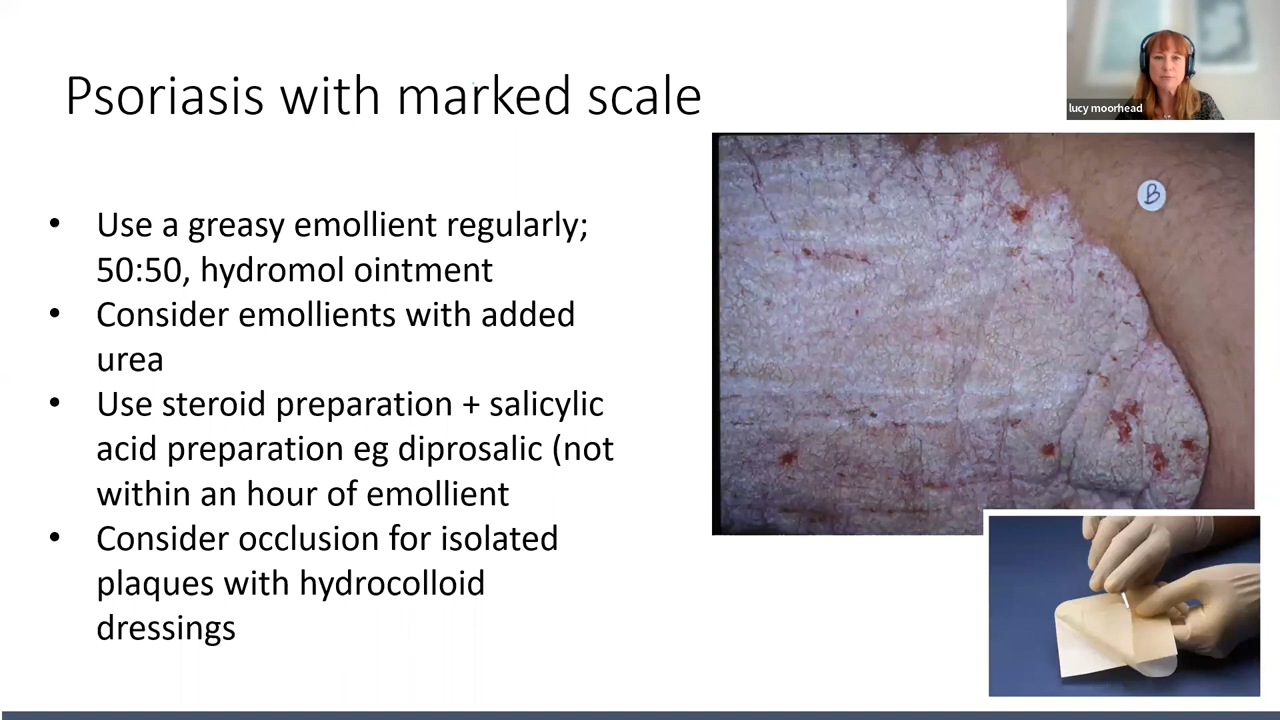 Psoriasis with marked scale
lucy moorhead
B
• Use a greasy emollient regularly;
50:50, hydromol ointment
• Consider emollients with added
urea
• Use steroid preparation + salicylic
acid preparation eg diprosalic (not
within an hour of emollient
• Consider occlusion for isolated
plaques with hydrocolloid
dressings